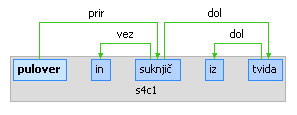 prir dol
vez dol
pulover in suknjič iz tvida
s4c1